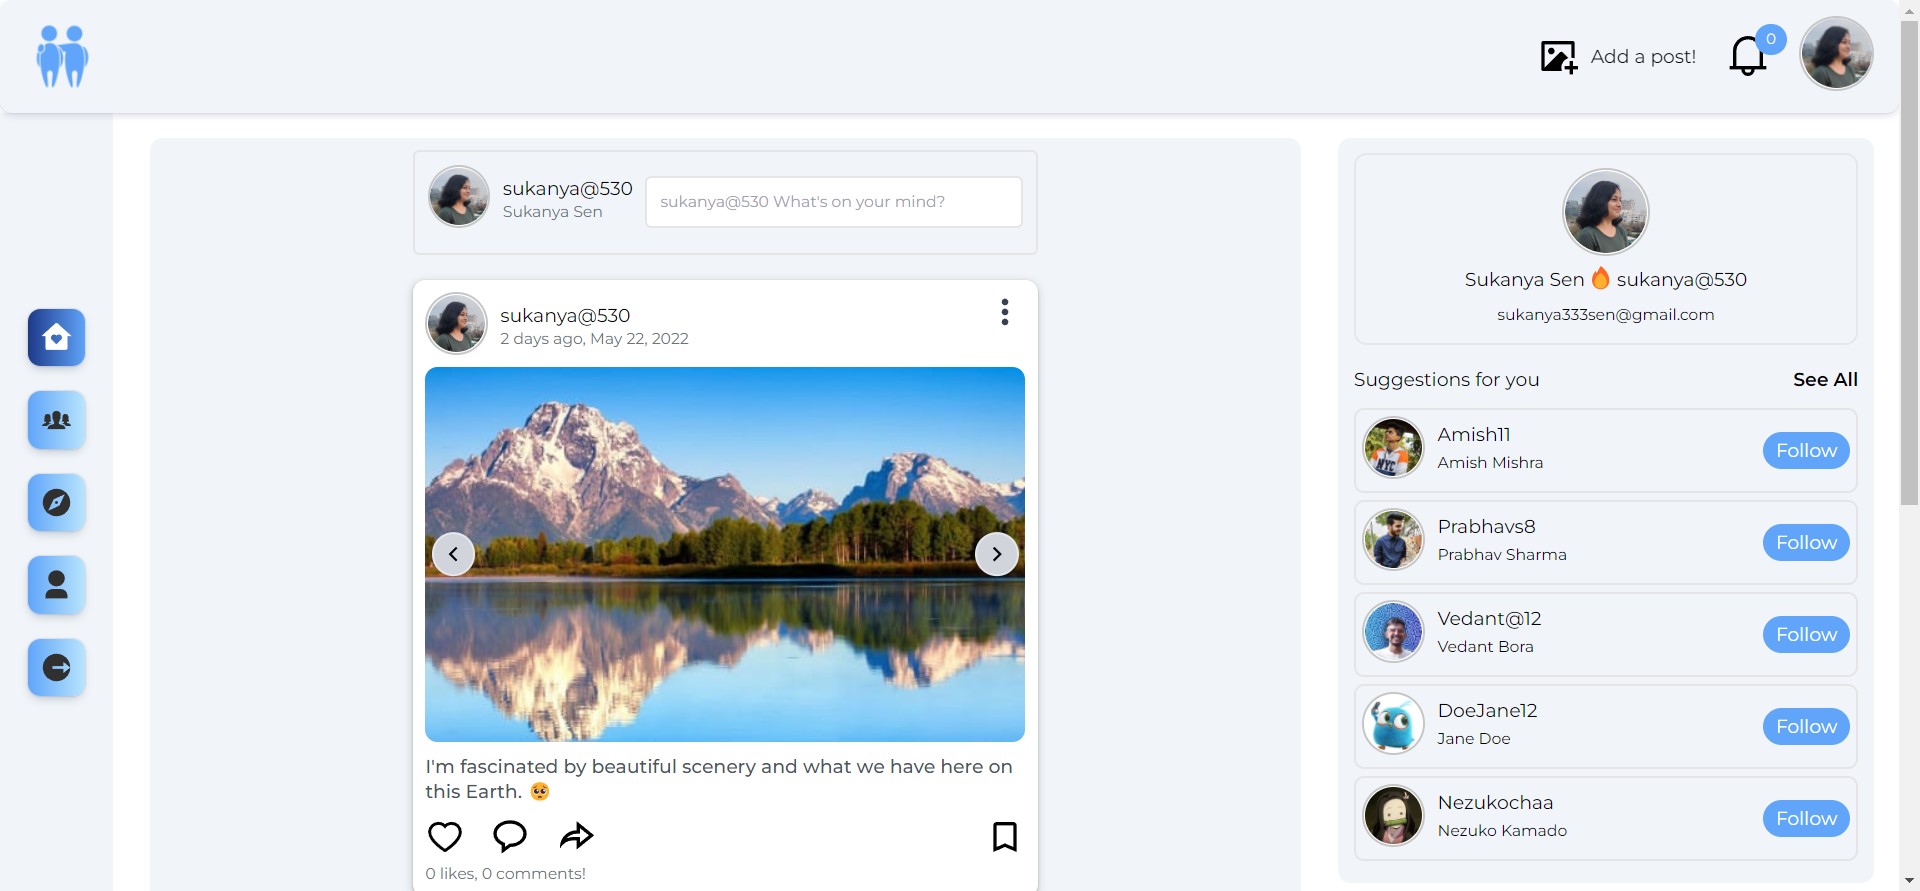 Add a post!
0
sukanya@530
Sukanya Sen
sukanya@530 What's on your mind?
sukanya@530
2 days ago, May 22, 2022
I'm fascinated by beautiful scenery and what we have here on
this Earth. 🥺
0 likes, 0 comments!
Sukanya Sen 🔥 sukanya@530
sukanya333sen@gmail.com
Suggestions for you
See All
Amish11
Amish Mishra
Follow
Prabhavs8
Prabhav Sharma
Follow
Vedant@12
Vedant Bora
Follow
DoeJane12
Jane Doe
Follow
Nezukochaa
Nezuko Kamado
Follow
NYC